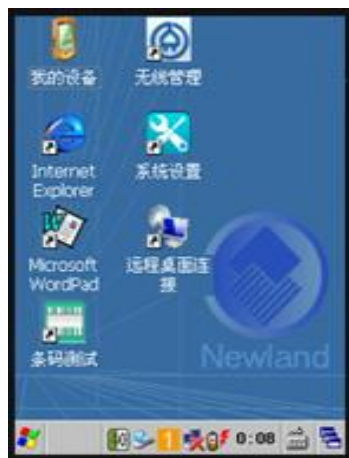 我的设备
无线管理
Internet
Explorer
系统设置
Microsoft
WordPad
远程桌面连
接
条码测试
Newland
1
0:08